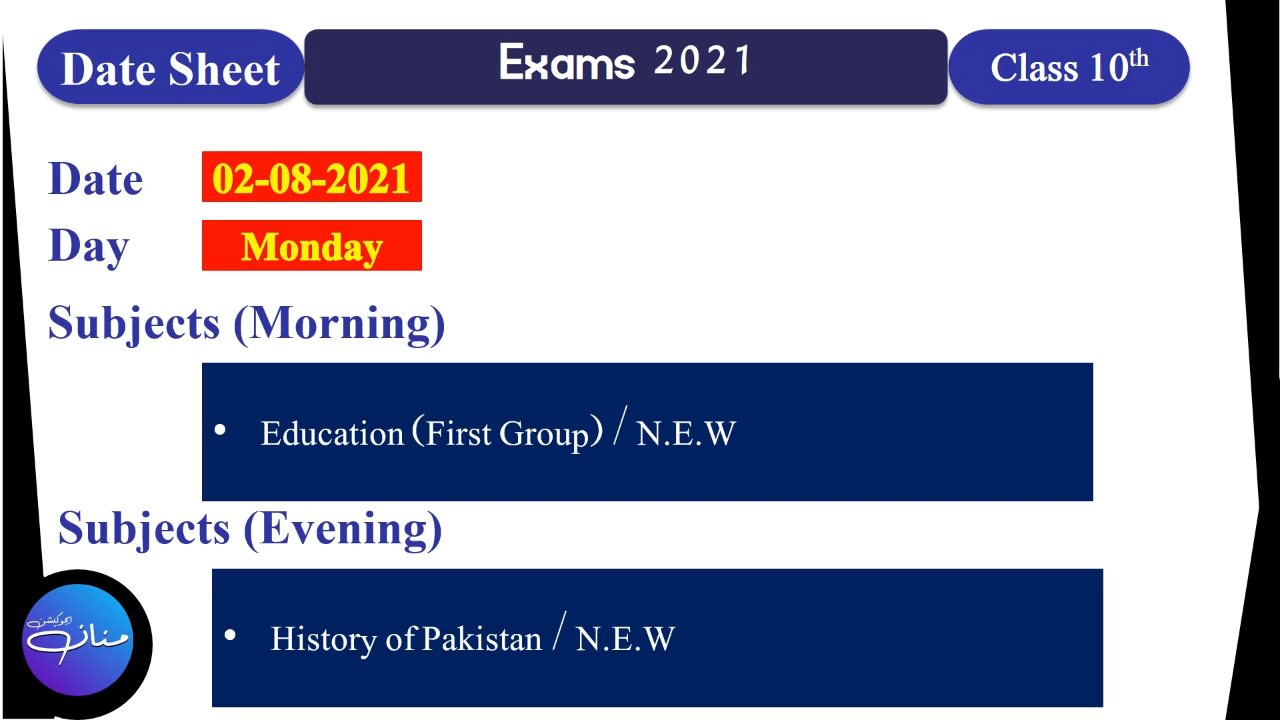 Date Sheet
Exams 2021
Class 10th
Date 02-08-2021
Day Monday
Subjects (Morning)
• Education (First Group) / N.E.W
Subjects (Evening)
• History of Pakistan / N.E.W
ایجوکیشن